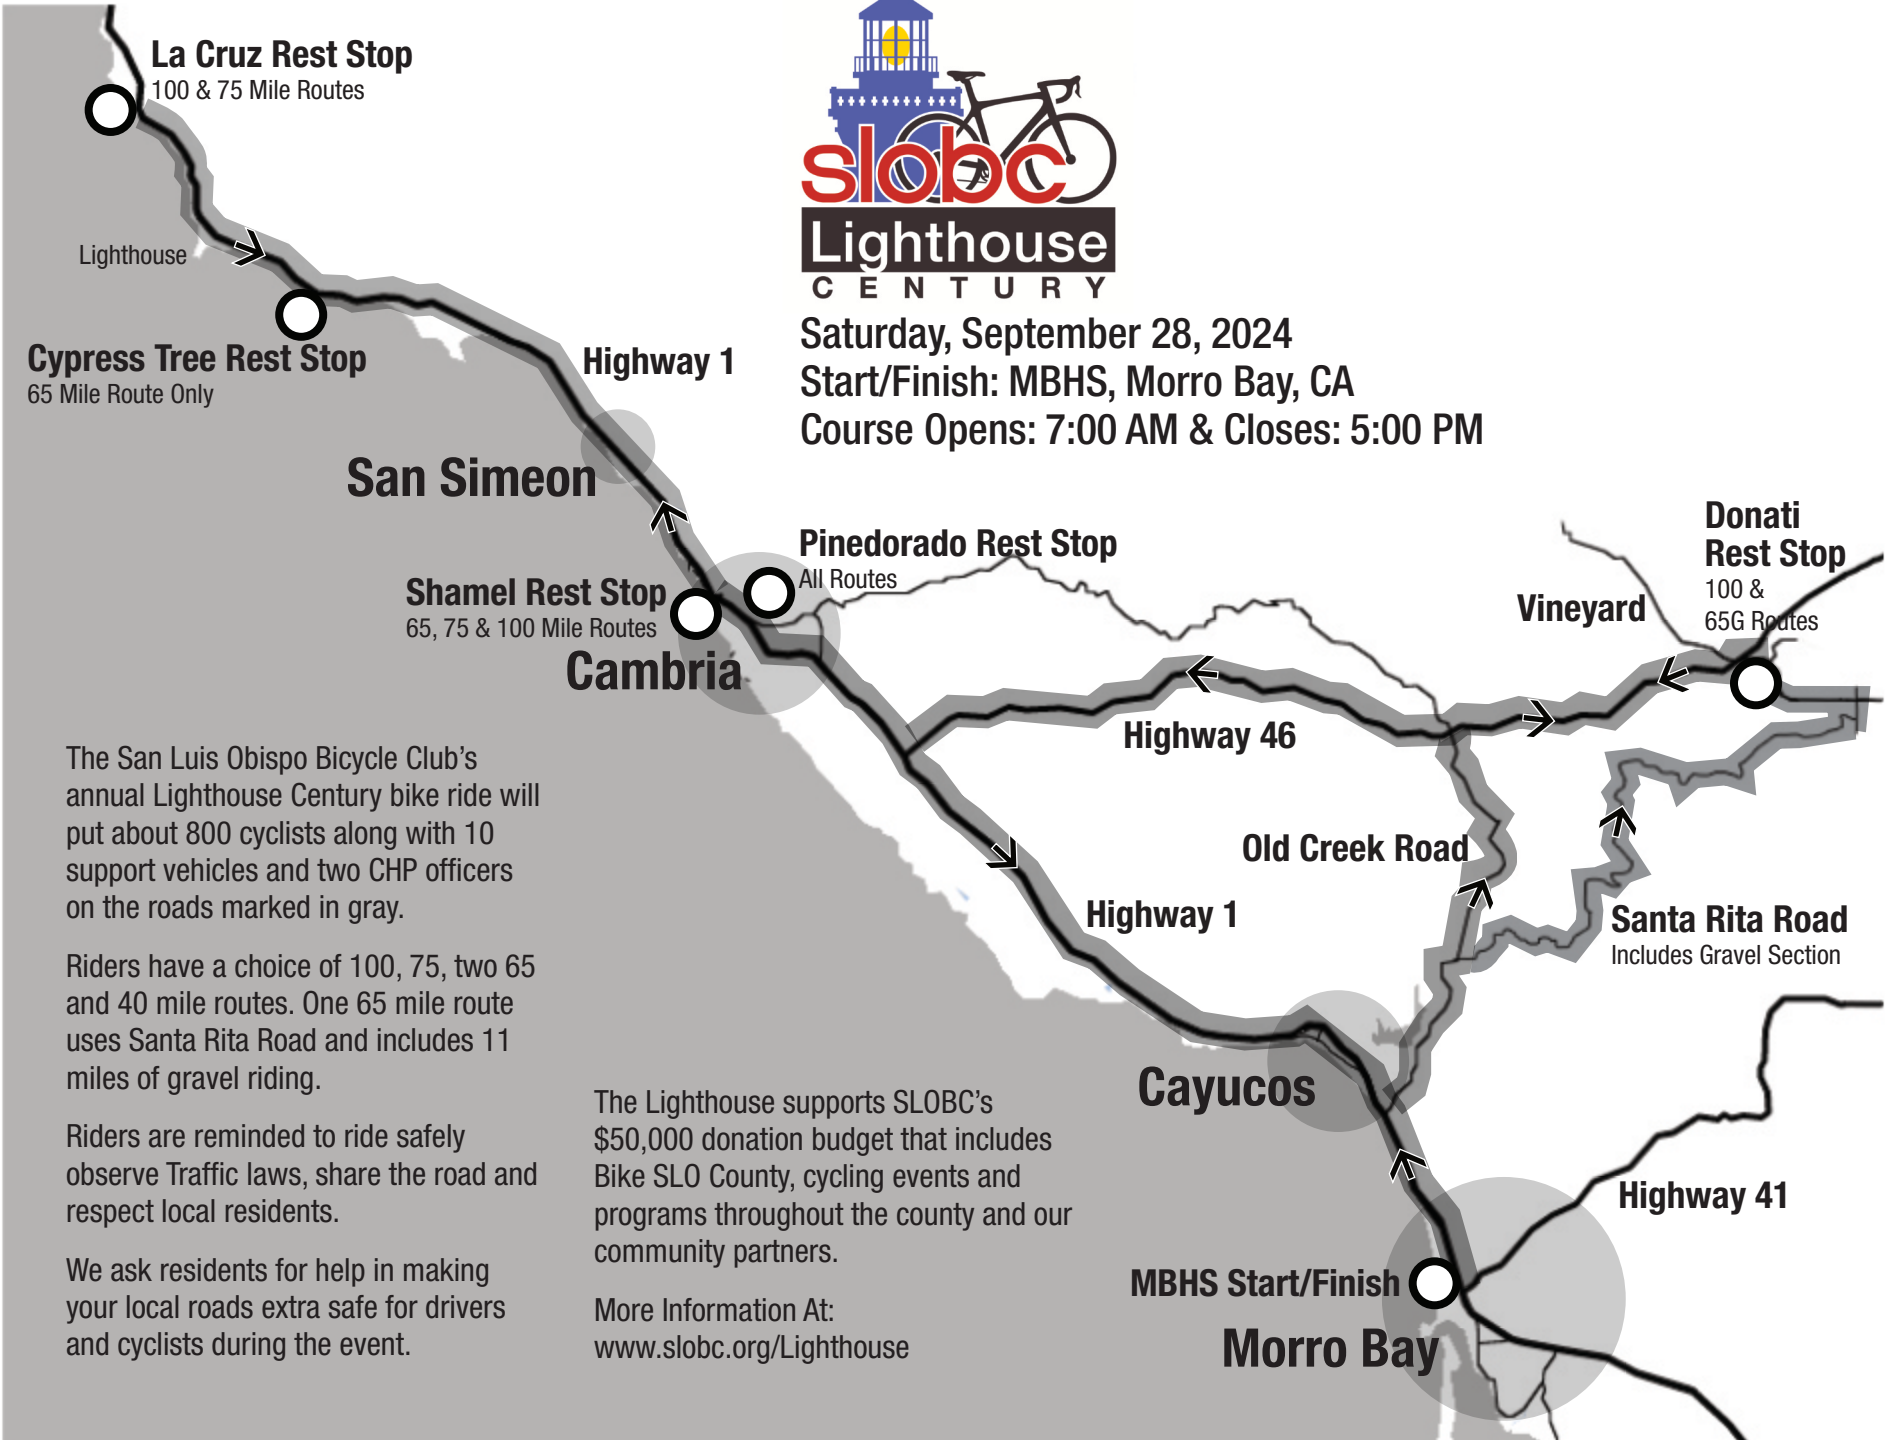 La Cruz Rest Stop
100 & 75 Mile Routes
Lighthouse
Cypress Tree Rest Stop
65 Mile Route Only
slobc
Lighthouse
CENTURY
Saturday, September 28, 2024
Start/Finish: MBHS, Morro Bay, CA
Course Opens: 7:00 AM & Closes: 5:00 PM
Highway 1
San Simeon
Pinedorado Rest Stop
All Routes
Shamel Rest Stop
65, 75 & 100 Mile Routes
Cambria
Donati
Rest Stop
100 &
65G Routes
Vineyard
Highway 46
Old Creek Road
Highway 1
Santa Rita Road
Includes Gravel Section
Cayucos
Highway 41
MBHS Start/Finish
Morro Bay
The San Luis Obispo Bicycle Club’s
annual Lighthouse Century bike ride will
put about 800 cyclists along with 10
support vehicles and two CHP officers
on the roads marked in gray.
Riders have a choice of 100, 75, two 65
and 40 mile routes. One 65 mile route
uses Santa Rita Road and includes 11
miles of gravel riding.
Riders are reminded to ride safely
observe Traffic laws, share the road and
respect local residents.
We ask residents for help in making
your local roads extra safe for drivers
and cyclists during the event.
The Lighthouse supports SLOBC’s
$50,000 donation budget that includes
Bike SLO County, cycling events and
programs throughout the county and our
community partners.
More Information At:
www.slobc.org/Lighthouse